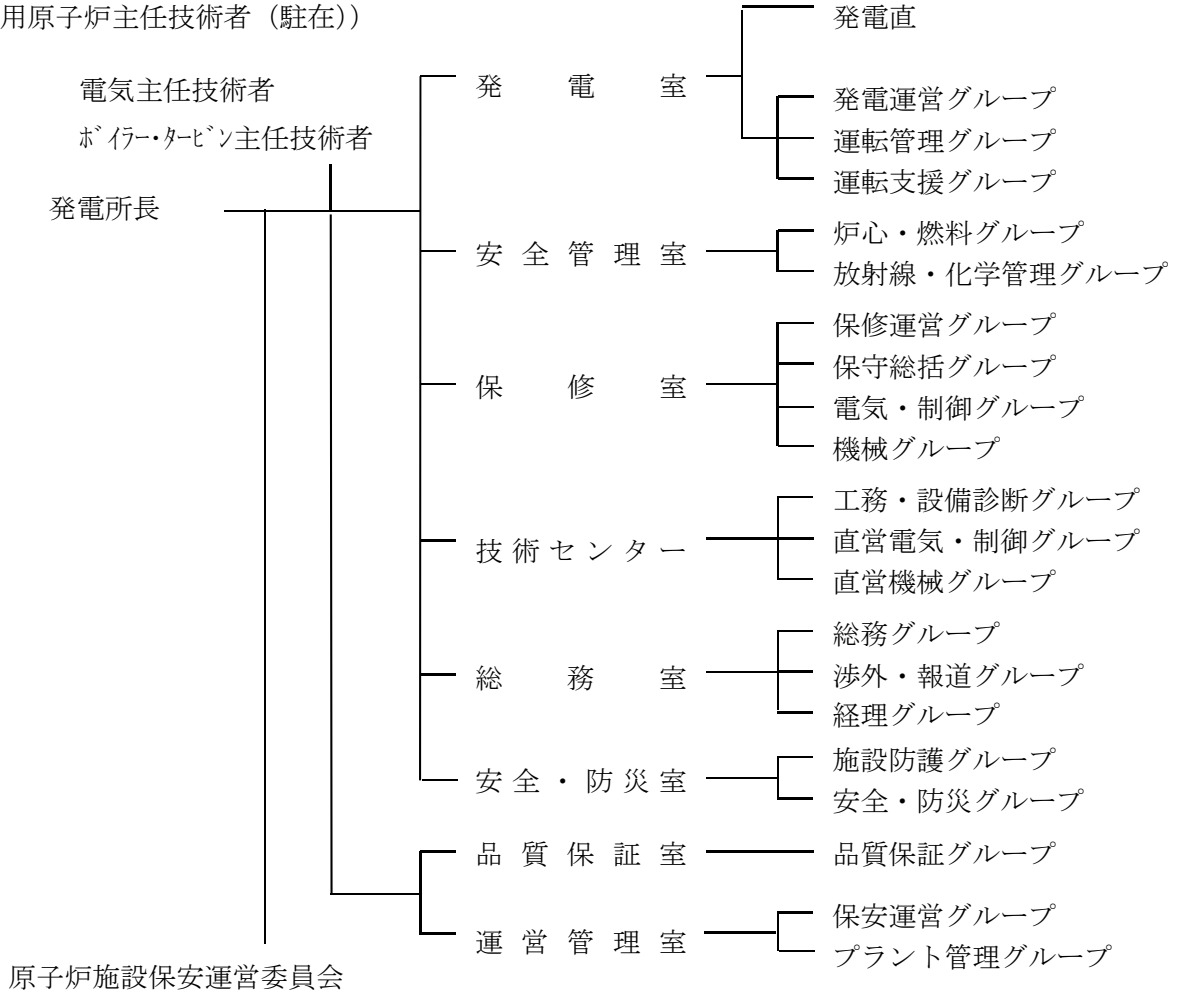 用原子炉主任技術者（駐在））
発電直
電気主任技術者
ﾎﾞｲﾗｰ・ﾀｰﾋﾞﾝ主任技術者
発電室
発電運営グループ
運転管理グループ
運転支援グループ
発電所長
安全管理室
炉心・燃料グループ
放射線・化学管理グループ
保修室
保修運営グループ
保守総括グループ
電気・制御グループ
機械グループ
技術センター
工務・設備診断グループ
直営電気・制御グループ
直営機械グループ
総務室
総務グループ
渉外・報道グループ
経理グループ
安全・防災室
施設防護グループ
安全・防災グループ
品質保証室
品質保証グループ
運営管理室
保安運営グループ
プラント管理グループ
原子炉施設保安運営委員会